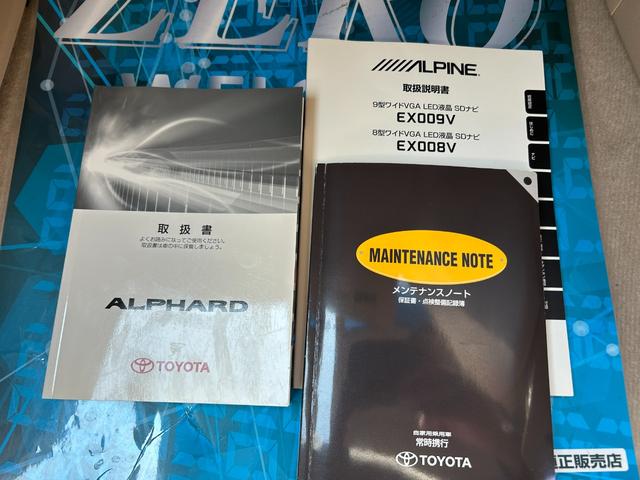 ZERO
WELC
ALPINE
取扱説明書
9型ワイドVGA LED液晶 SDナビ
EX009V
8型ワイドVGA LED液晶 SDナビ
EX008V
取扱書
よくお読みになってご使用ください。
取扱書は車の中に保管しましょう。
ALPHARD
TOYOTA
MAINTENANCE NOTE
メンテナンスノート
保証書・点検整備記録簿
自家用乗用車
常時携行
TOYOTA
正販売店